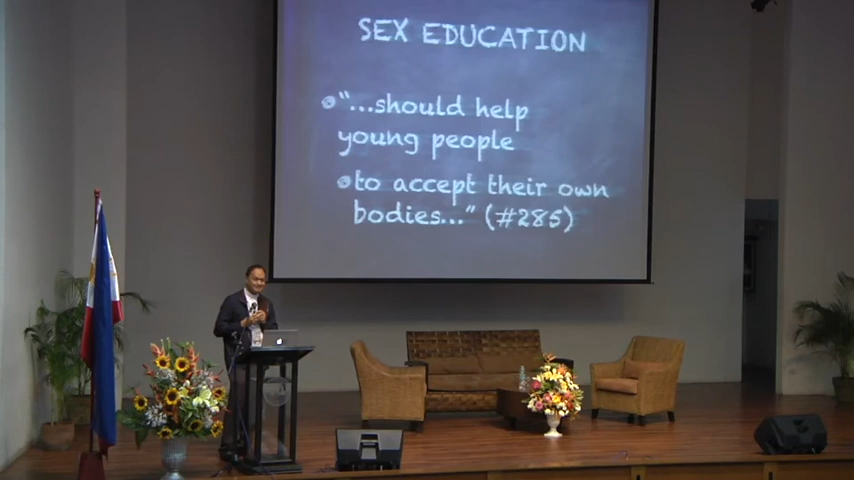 SEX EDUCATION
“...should help
young people
to accept their own
bodies...” (#285)